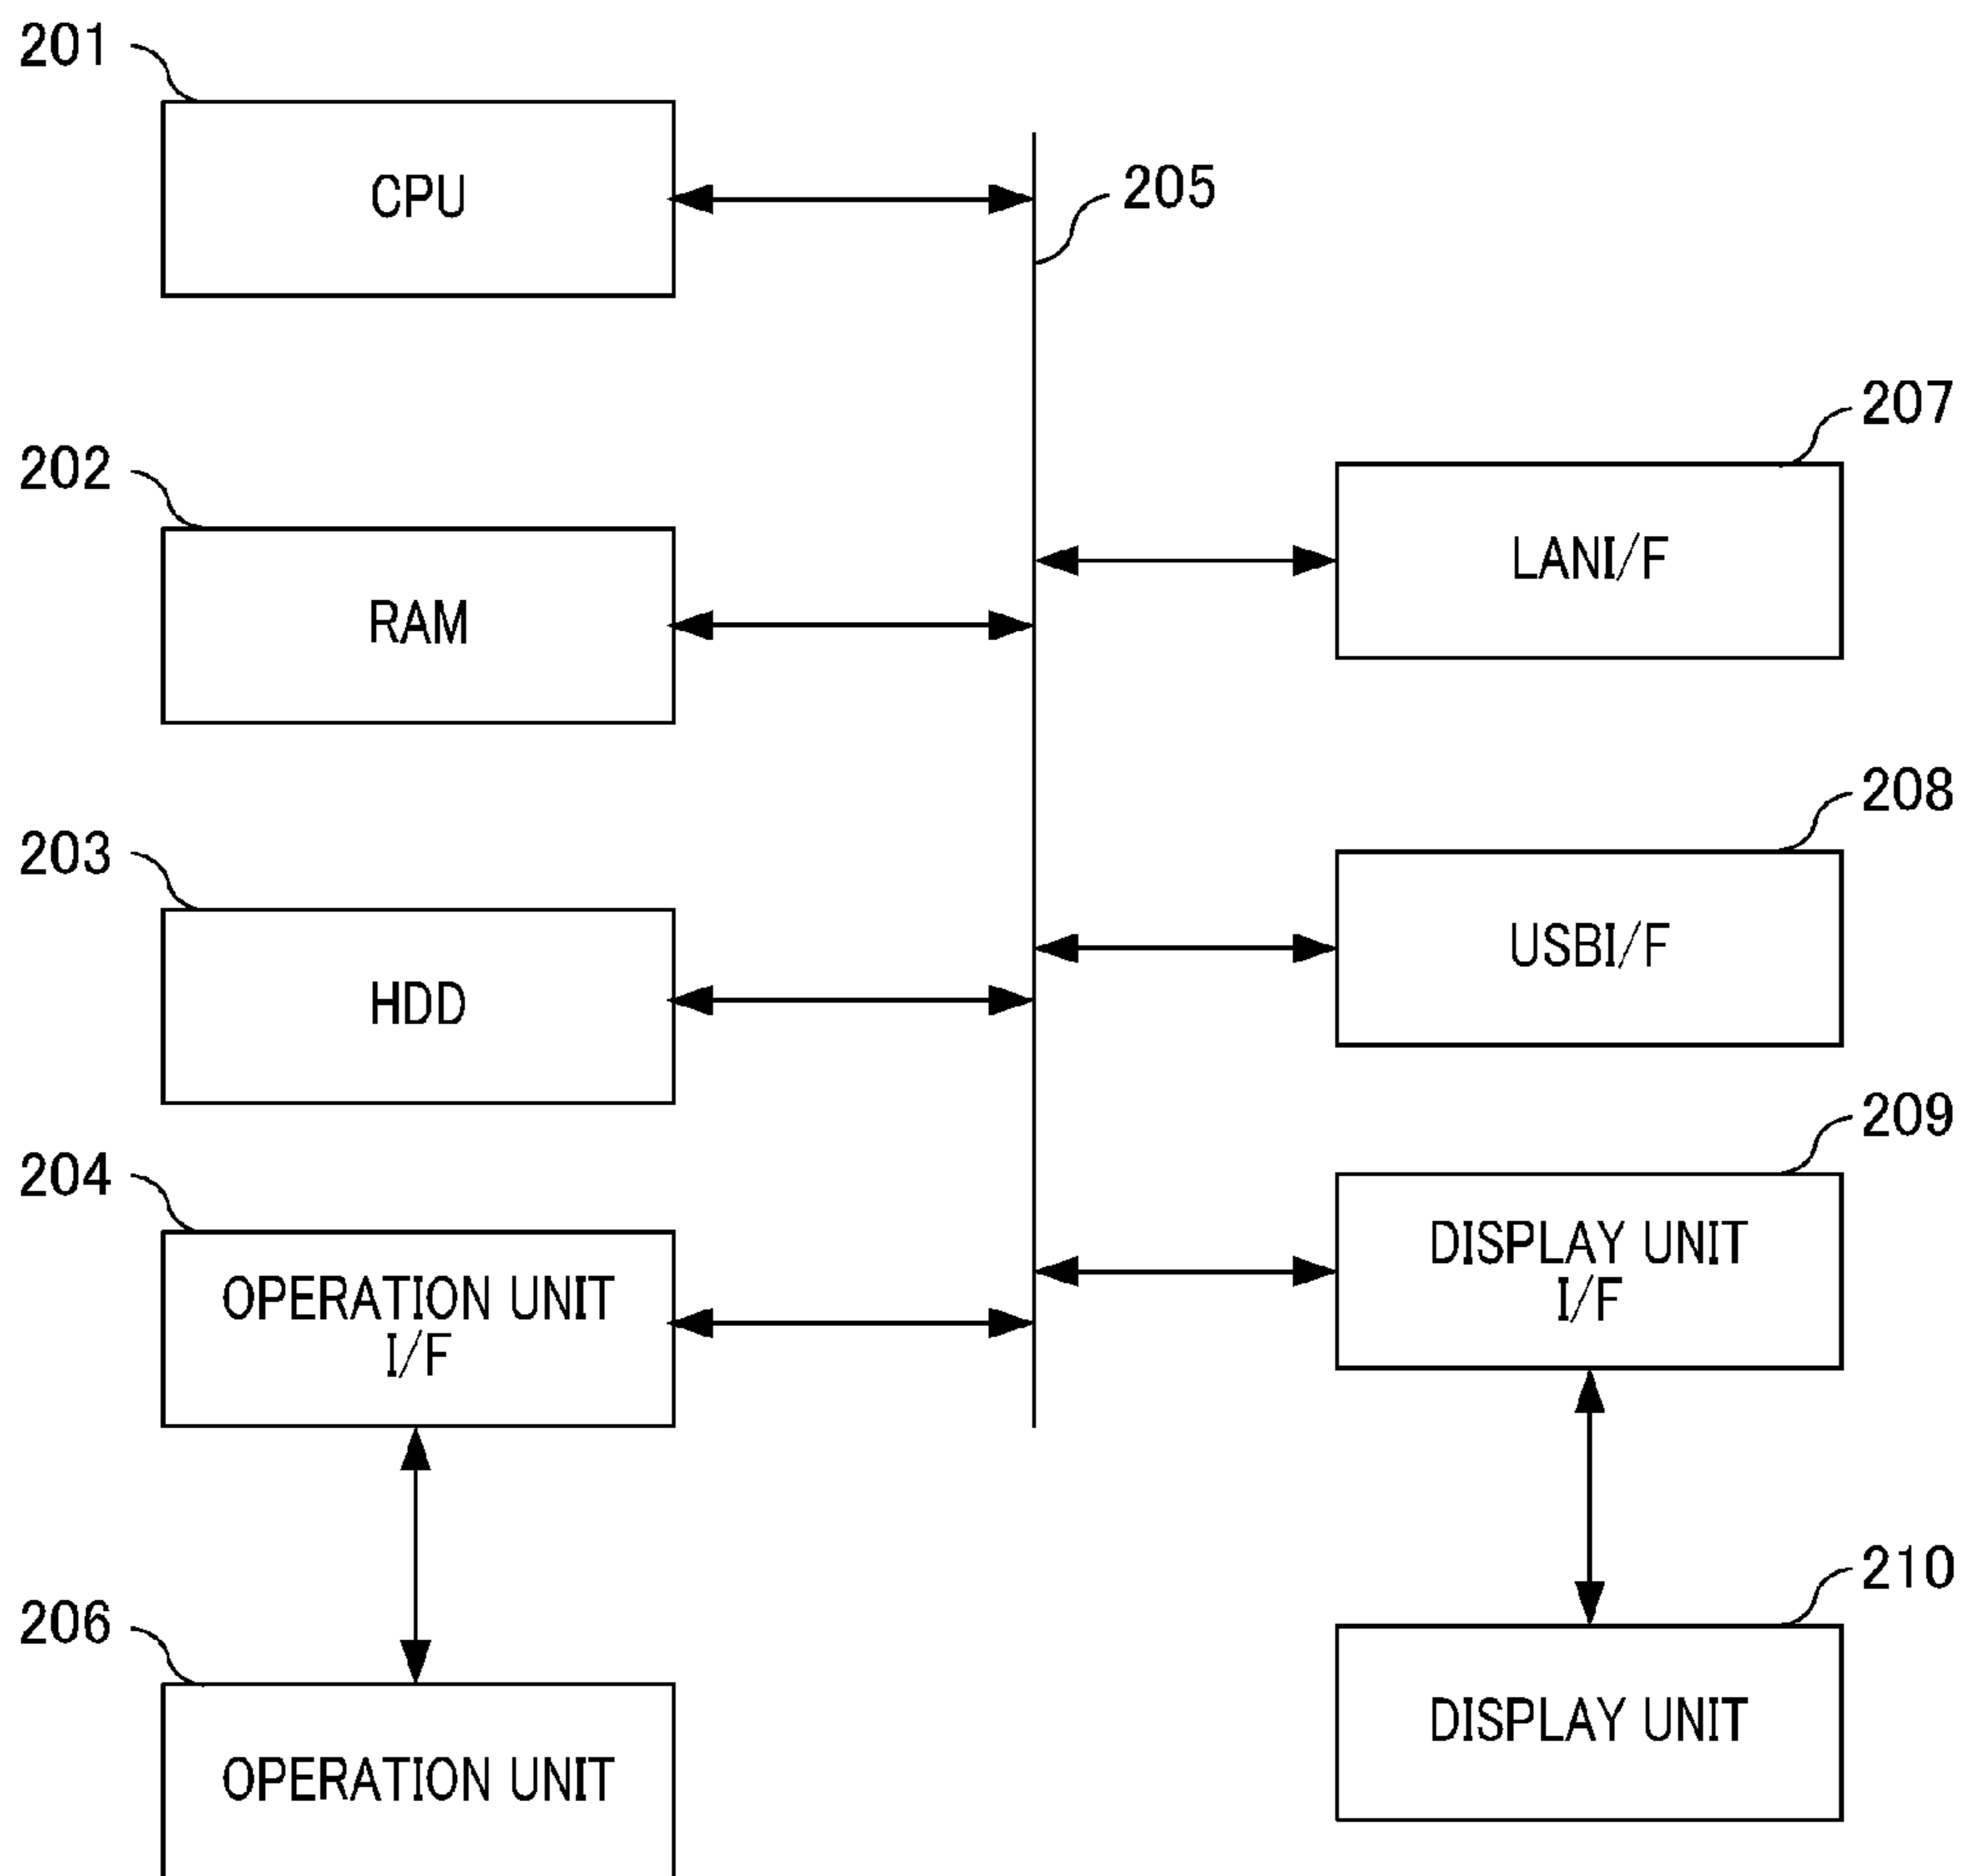 201
CPU
205
207
202
LANI/F
RAM
208
203
USBI/F
HDD
209
204
DISPLAY UNIT
I/F
OPERATION UNIT
I/F
210
206
DISPLAY UNIT
OPERATION UNIT